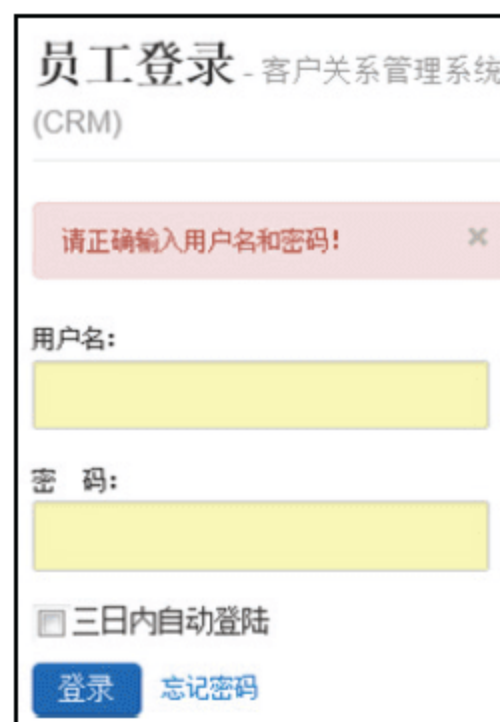 员工登录 - 客户关系管理系统
(CRM)
请正确输入用户名和密码! ×
用户名:
密 码:
三日内自动登陆
登录 忘记密码